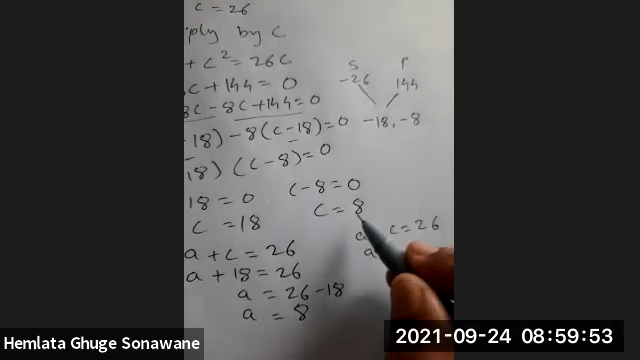 c = 26
ply by c
+ c² = 26c
c + 144 = 0
8c - 8c + 144 = 0
18) - 8(c - 18) = 0
18) (c - 8) = 0
S P
-26 144
-18, -8
18 = 0
c = 18
c - 8 = 0
c = 8
a c = 26
a
a + c = 26
a + 18 = 26
a = 26 - 18
a = 8
Hemlata Ghuge Sonawane
2021-09-24 08:59:53